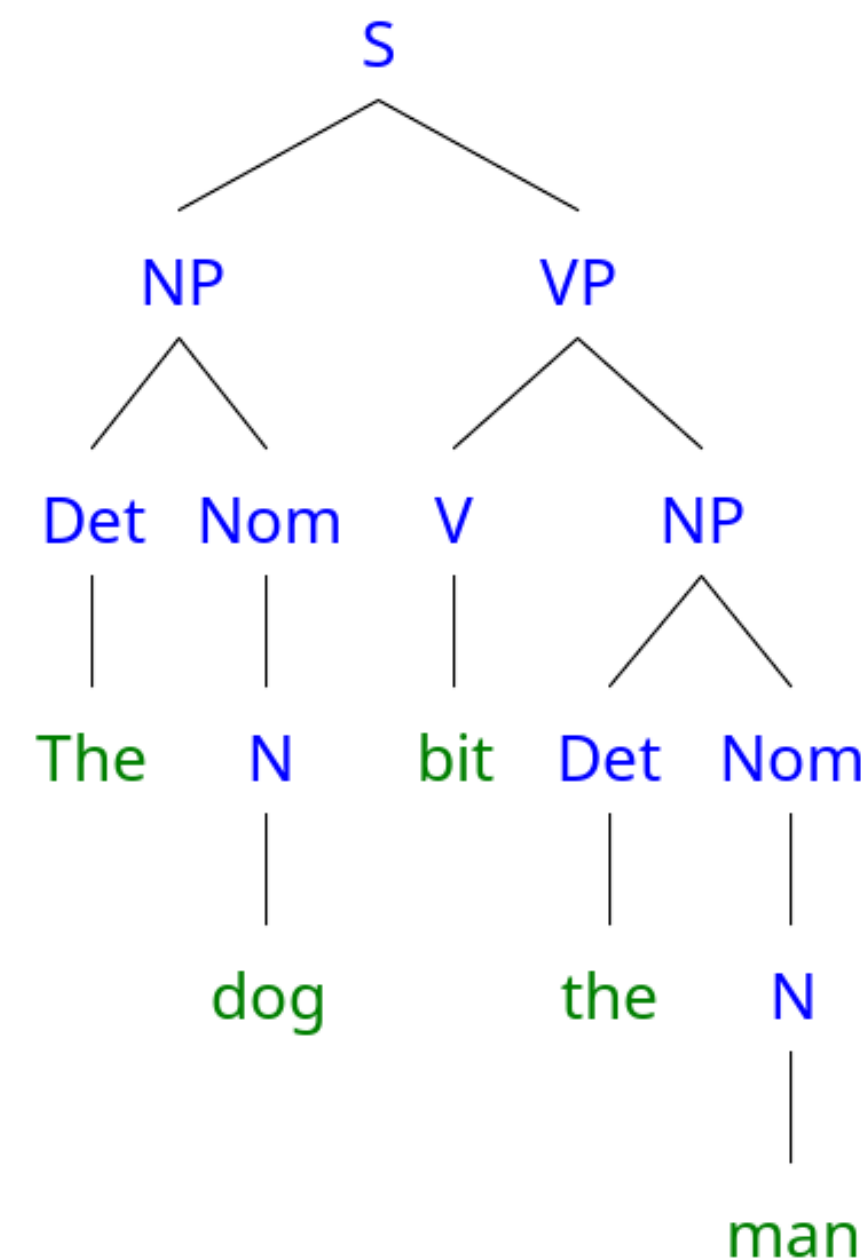 S
NP VP
Det Nom V NP
The N bit Det Nom
dog the N
man